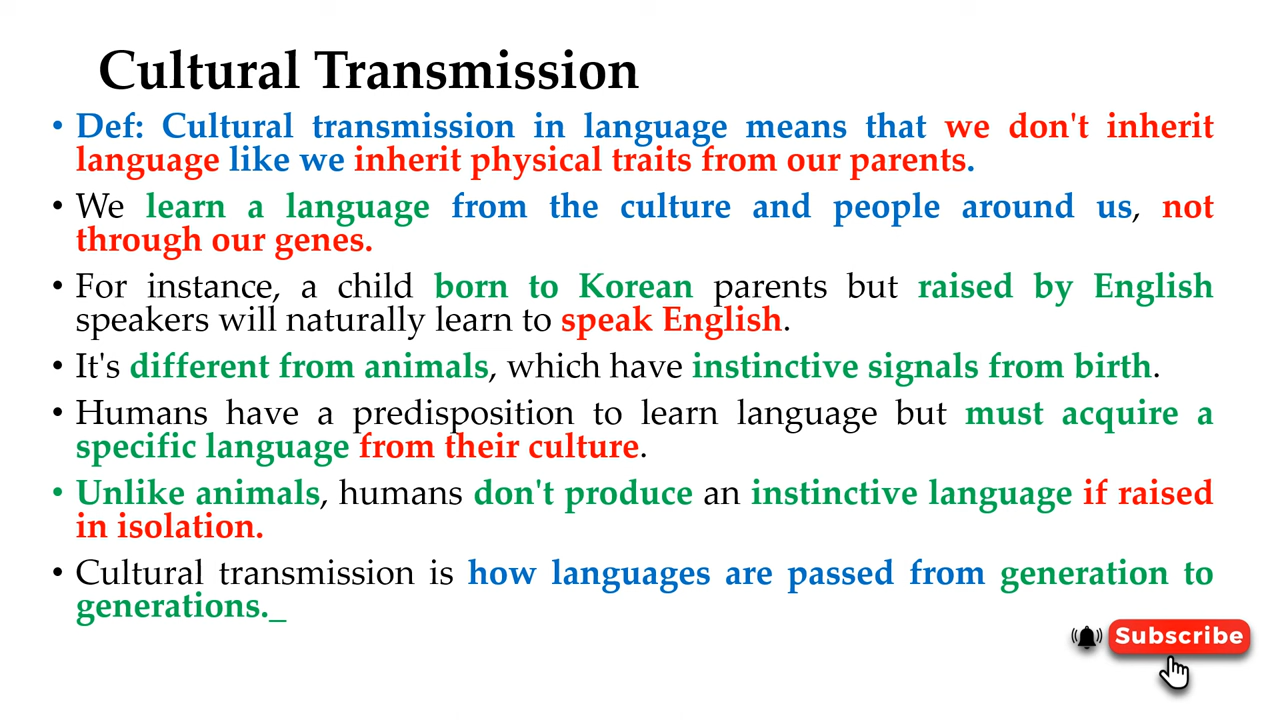 Cultural Transmission
• Def: Cultural transmission in language means that we don't inherit
language like we inherit physical traits from our parents.
• We learn a language from the culture and people around us, not
through our genes.
• For instance, a child born to Korean parents but raised by English
speakers will naturally learn to speak English.
• It's different from animals, which have instinctive signals from birth.
• Humans have a predisposition to learn language but must acquire a
specific language from their culture.
• Unlike animals, humans don't produce an instinctive language if raised
in isolation.
• Cultural transmission is how languages are passed from generation to
generations._
Subscribe